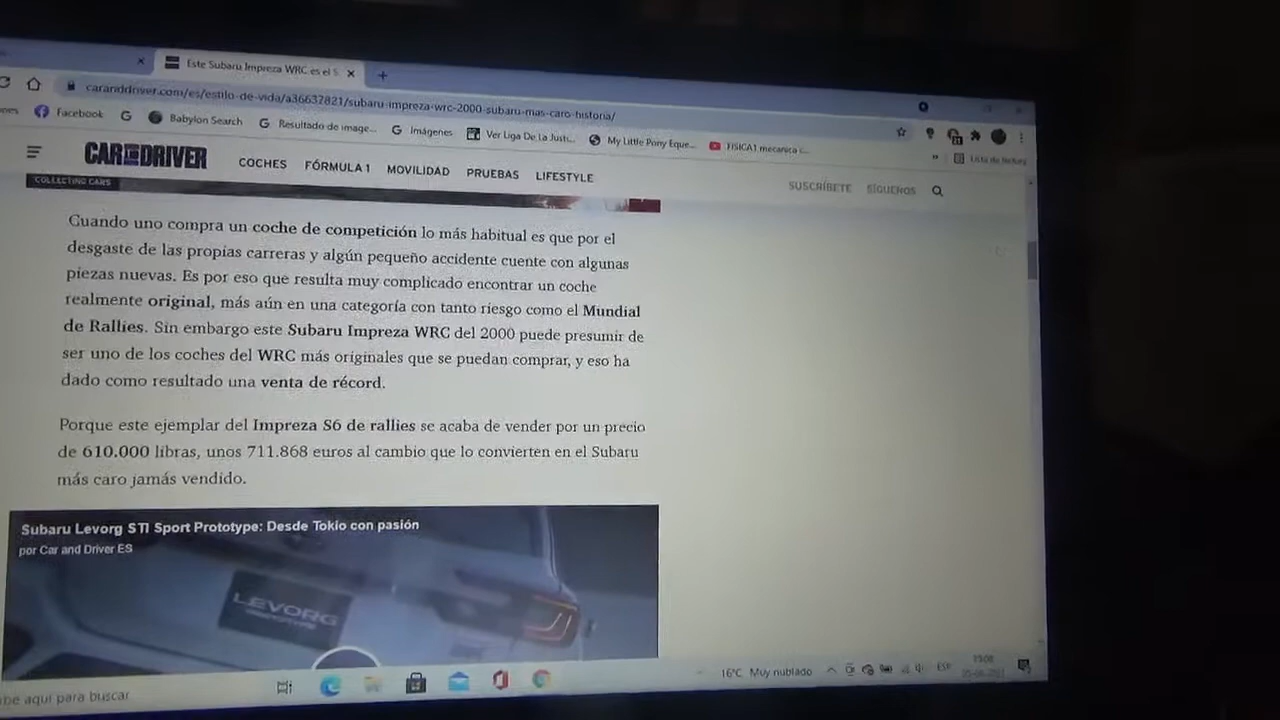 Este Subaru Impreza WRC es el S
caranddriver.com/es/estilo-de-vida/a36637821/subaru-impreza-wrc-2000-subaru-mas-caro-historia/
Facebook
Babylon Search
Resultado de image...
Imágenes
Ver Liga De La Justi...
My Little Pony Eque...
FISICA1 mecanica c...
Lista de lectura
CAR AND DRIVER
COCHES
FÓRMULA 1
MOVILIDAD
PRUEBAS
LIFESTYLE
SUSCRÍBETE
SÍGUENOS
COLLECTING CARS
Cuando uno compra un coche de competición lo más habitual es que por el
desgaste de las propias carreras y algún pequeño accidente cuente con algunas
piezas nuevas. Es por eso que resulta muy complicado encontrar un coche
realmente original, más aún en una categoría con tanto riesgo como el Mundial
de Rallies. Sin embargo este Subaru Impreza WRC del 2000 puede presumir de
ser uno de los coches del WRC más originales que se puedan comprar, y eso ha
dado como resultado una venta de récord.
Porque este ejemplar del Impreza S6 de rallies se acaba de vender por un precio
de 610.000 libras, unos 711.868 euros al cambio que lo convierten en el Subaru
más caro jamás vendido.
Subaru Levorg STI Sport Prototype: Desde Tokio con pasión
por Car and Driver ES
LEVORG
PROTOTYPE
be aquí para buscar
16°C Muy nublado
ESP